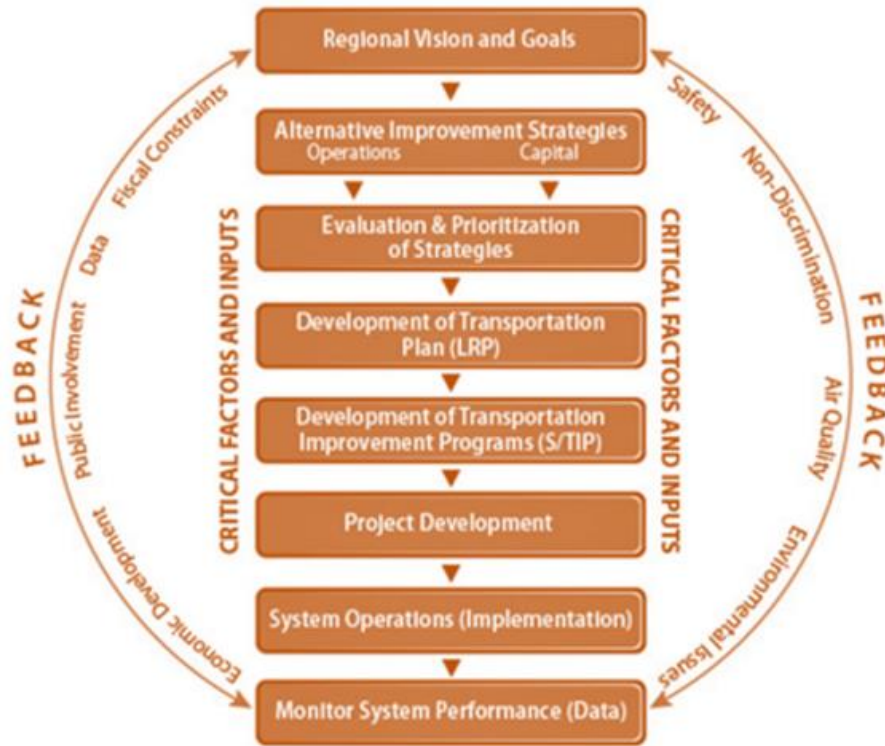 Regional Vision and Goals
Alternative Improvement Strategies
Operations Capital
Evaluation & Prioritization
of Strategies
Development of Transportation
Plan (LRP)
Development of Transportation
Improvement Programs (S/TIP)
Project Development
System Operations (Implementation)
Monitor System Performance (Data)
CRITICAL FACTORS AND INPUTS
CRITICAL FACTORS AND INPUTS
FEEDBACK
Fiscal Constraints
Data
Public Involvement
Economic Development
Safety
Non-Discrimination
Air Quality
Environmental Issues
FEEDBACK